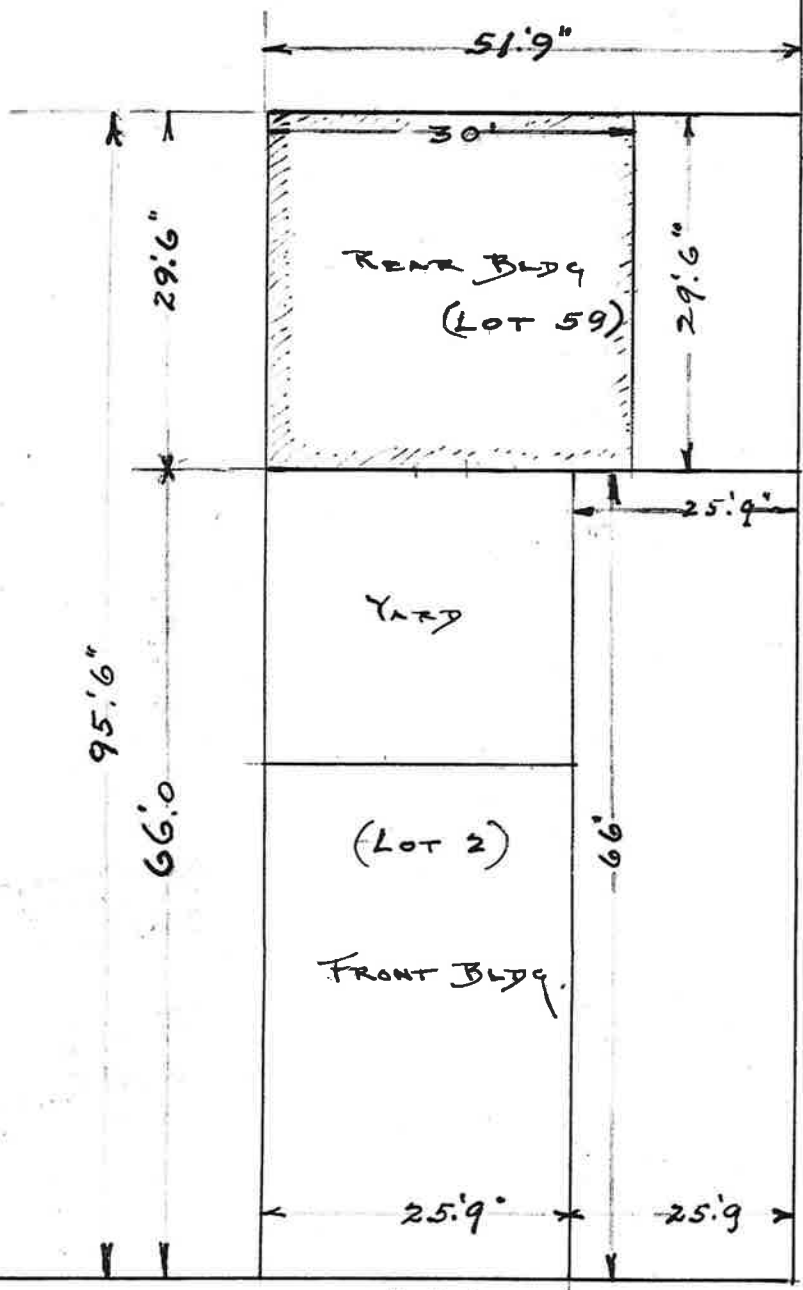 51'.9"
30'
29'.6"
29'.6"
REAR BLDG
(LOT 59)
25'.9"
YARD
95'.6"
66'.0
66'
(LOT 2)
FRONT BLDG.
25'.9"
25'.9